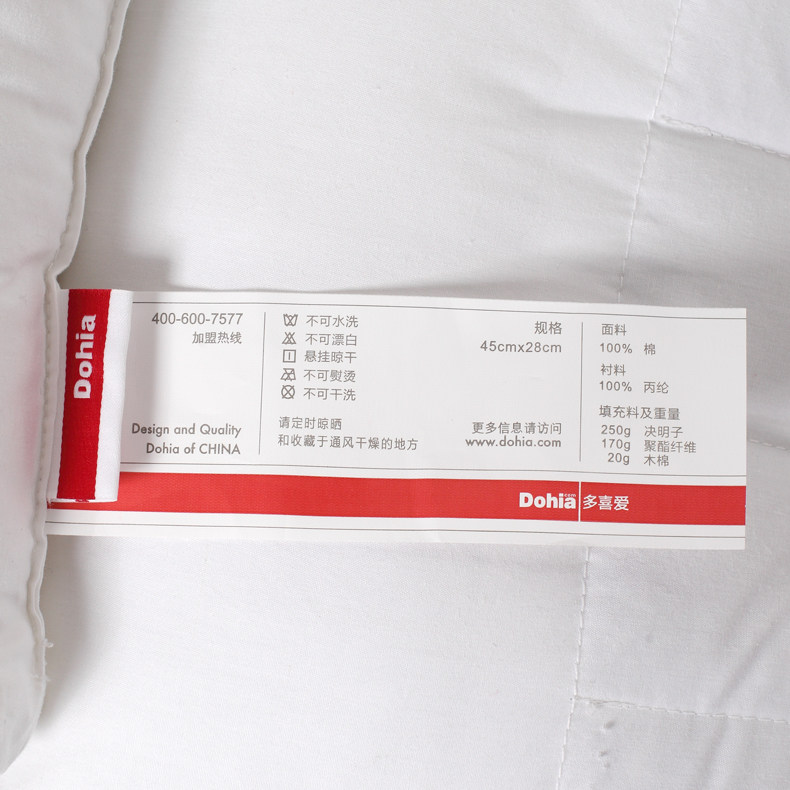 Dohia
400-600-7577
加盟热线
Design and Quality
Dohia of CHINA
不可水洗
不可漂白
悬挂晾干
不可熨烫
不可干洗
请定时晾晒
和收藏于通风干燥的地方
规格
45cmx28cm
更多信息请访问
www.dohia.com
面料
100% 棉
衬料
100% 丙纶
填充料及重量
250g 决明子
170g 聚酯纤维
20g 木棉
Dohia.com 多喜爱